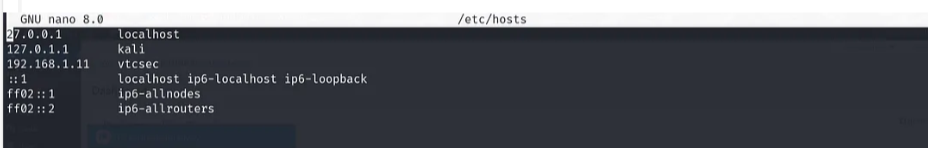 GNU nano 8.0 /etc/hosts
27.0.0.1 localhost
127.0.1.1 kali
192.168.1.11 vtcsec
::1 localhost ip6-localhost ip6-loopback
ff02::1 ip6-allnodes
ff02::2 ip6-allrouters